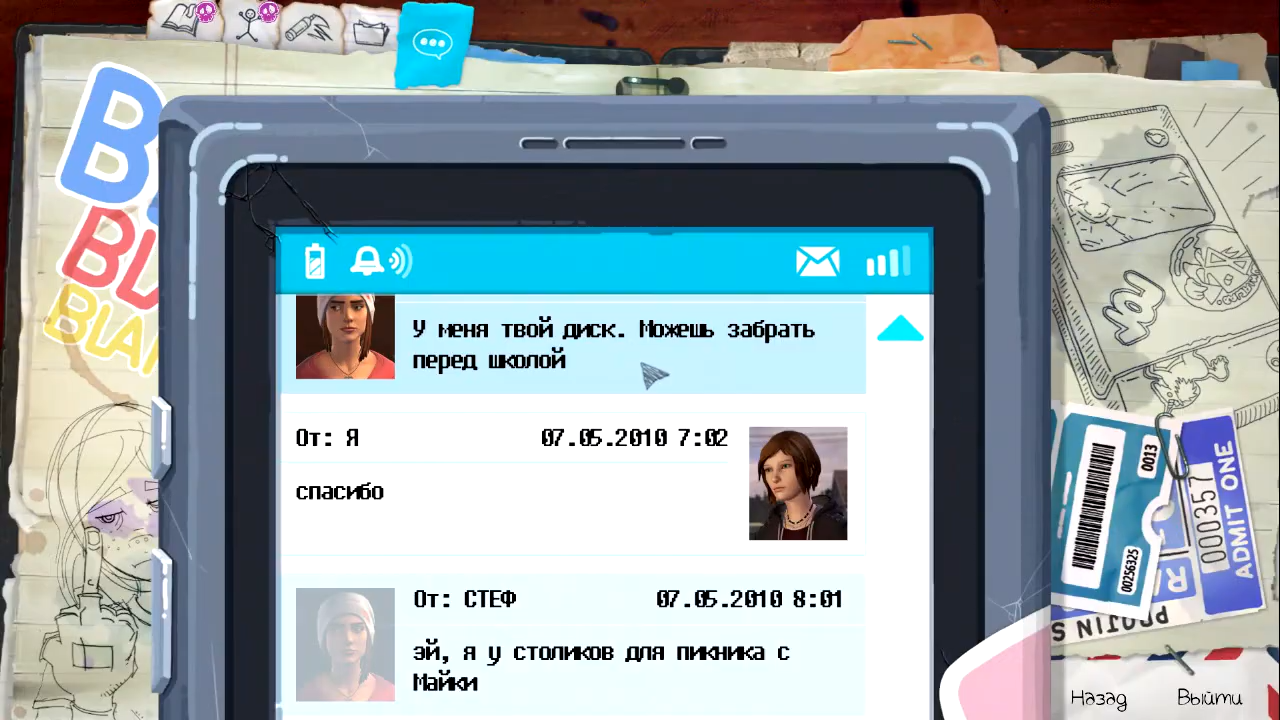 У меня твой диск. Можешь забрать
перед школой
От: Я 07.05.2010 7:02
спасибо
От: СТЕФ 07.05.2010 8:01
эй, я у столиков для пикника с
Майки
0013
00256325
000357
ADMIT ONE
Назад Выйти